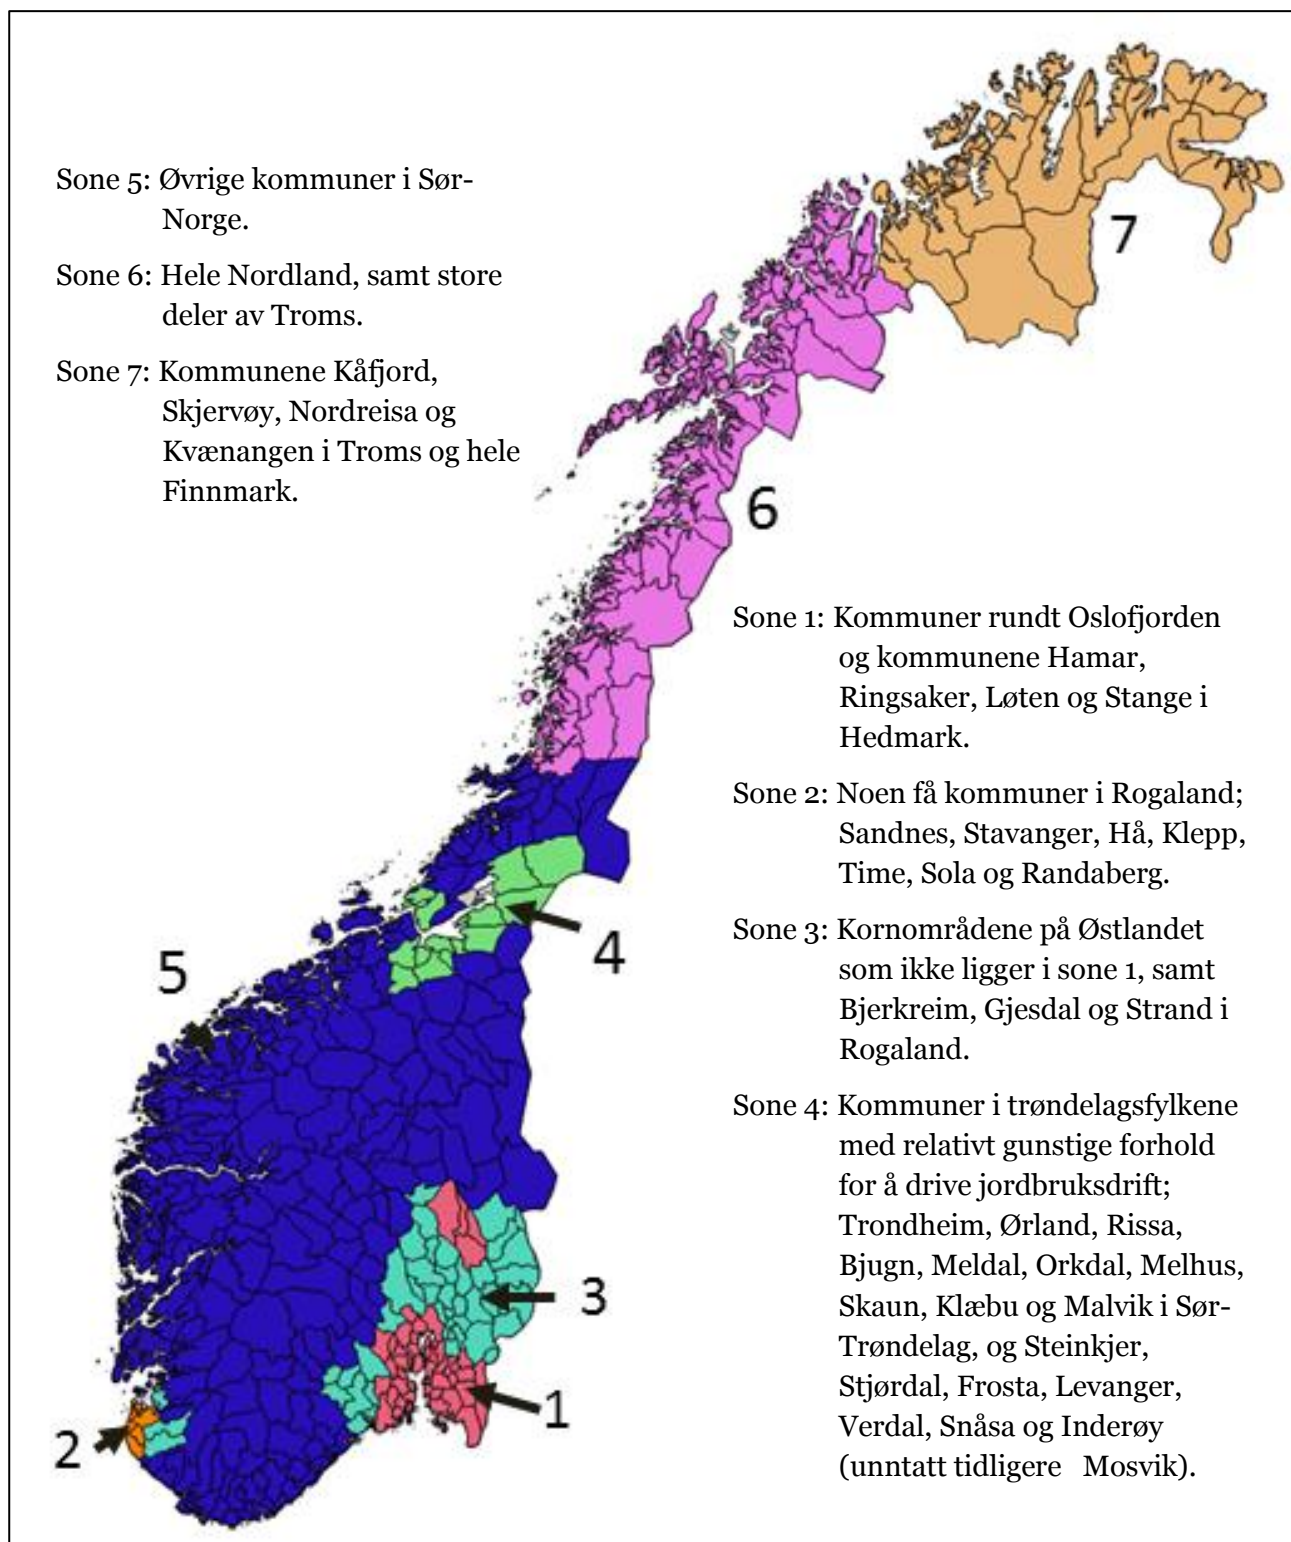 Sone 5: Øvrige kommuner i Sør-
Norge.
Sone 6: Hele Nordland, samt store
deler av Troms.
Sone 7: Kommunene Kåfjord,
Skjervøy, Nordreisa og
Kvænangen i Troms og hele
Finnmark.
7
6
Sone 1: Kommuner rundt Oslofjorden
og kommunene Hamar,
Ringsaker, Løten og Stange i
Hedmark.
Sone 2: Noen få kommuner i Rogaland;
Sandnes, Stavanger, Hå, Klepp,
Time, Sola og Randaberg.
Sone 3: Kornområdene på Østlandet
som ikke ligger i sone 1, samt
Bjerkreim, Gjesdal og Strand i
Rogaland.
Sone 4: Kommuner i trøndelagsfylkene
med relativt gunstige forhold
for å drive jordbruksdrift;
Trondheim, Ørland, Rissa,
Bjugn, Meldal, Orkdal, Melhus,
Skaun, Klæbu og Malvik i Sør-
Trøndelag, og Steinkjer,
Stjørdal, Frosta, Levanger,
Verdal, Snåsa og Inderøy
(unntatt tidligere Mosvik).
4
5
3
1
2